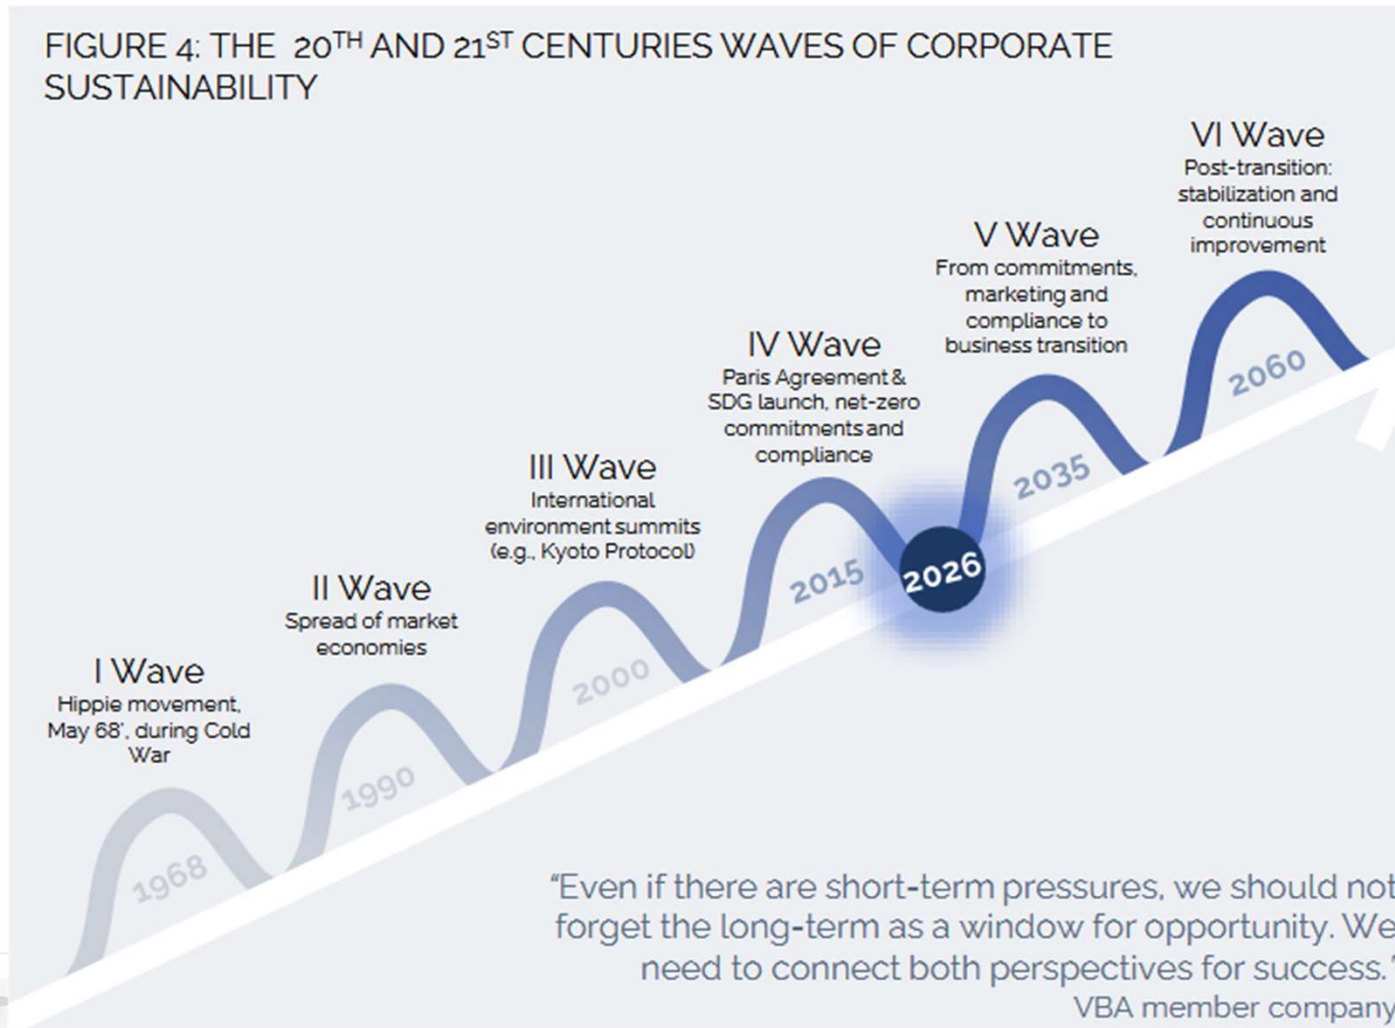 FIGURE 4: THE 20TH AND 21ST CENTURIES WAVES OF CORPORATE
SUSTAINABILITY
I Wave
Hippie movement,
May 68', during Cold
War
1968
II Wave
Spread of market
economies
1990
III Wave
International
environment summits
(e.g., Kyoto Protocol)
2000
IV Wave
Paris Agreement &
SDG launch, net-zero
commitments and
compliance
2015
2026
V Wave
From commitments,
marketing and
compliance to
business transition
2035
VI Wave
Post-transition:
stabilization and
continuous
improvement
2060
“Even if there are short-term pressures, we should not
forget the long-term as a window for opportunity. We
need to connect both perspectives for success.”
VBA member company